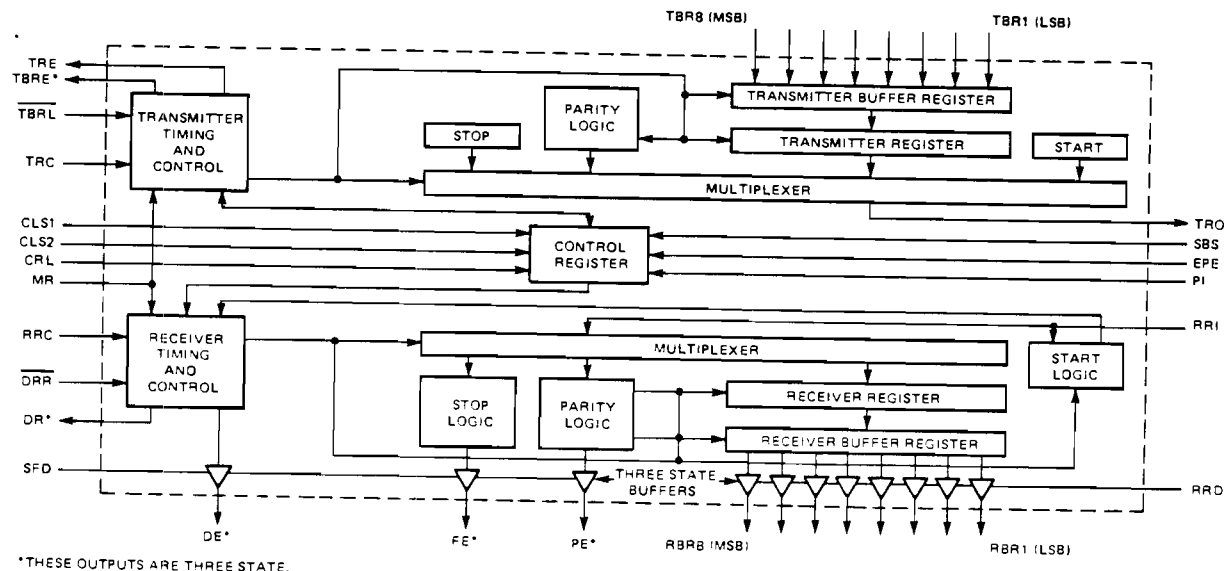 TBR8 (MSB) TBR1 (LSB)
TRE
TBRE*
TBRL
TRC
TRANSMITTER
TIMING
AND
CONTROL
PARITY
LOGIC
TRANSMITTER BUFFER REGISTER
STOP
TRANSMITTER REGISTER
START
MULTIPLEXER
TRO
CLS1
CLS2
CRL
MR
CONTROL
REGISTER
SBS
EPE
PI
RRC
DRR
DR*
RECEIVER
TIMING
AND
CONTROL
RRI
MULTIPLEXER
START
LOGIC
STOP
LOGIC
PARITY
LOGIC
RECEIVER REGISTER
RECEIVER BUFFER REGISTER
SFD
THREE STATE
BUFFERS
RRD
DE*
FE*
PE*
RBR8 (MSB)
RBR1 (LSB)
*THESE OUTPUTS ARE THREE STATE.